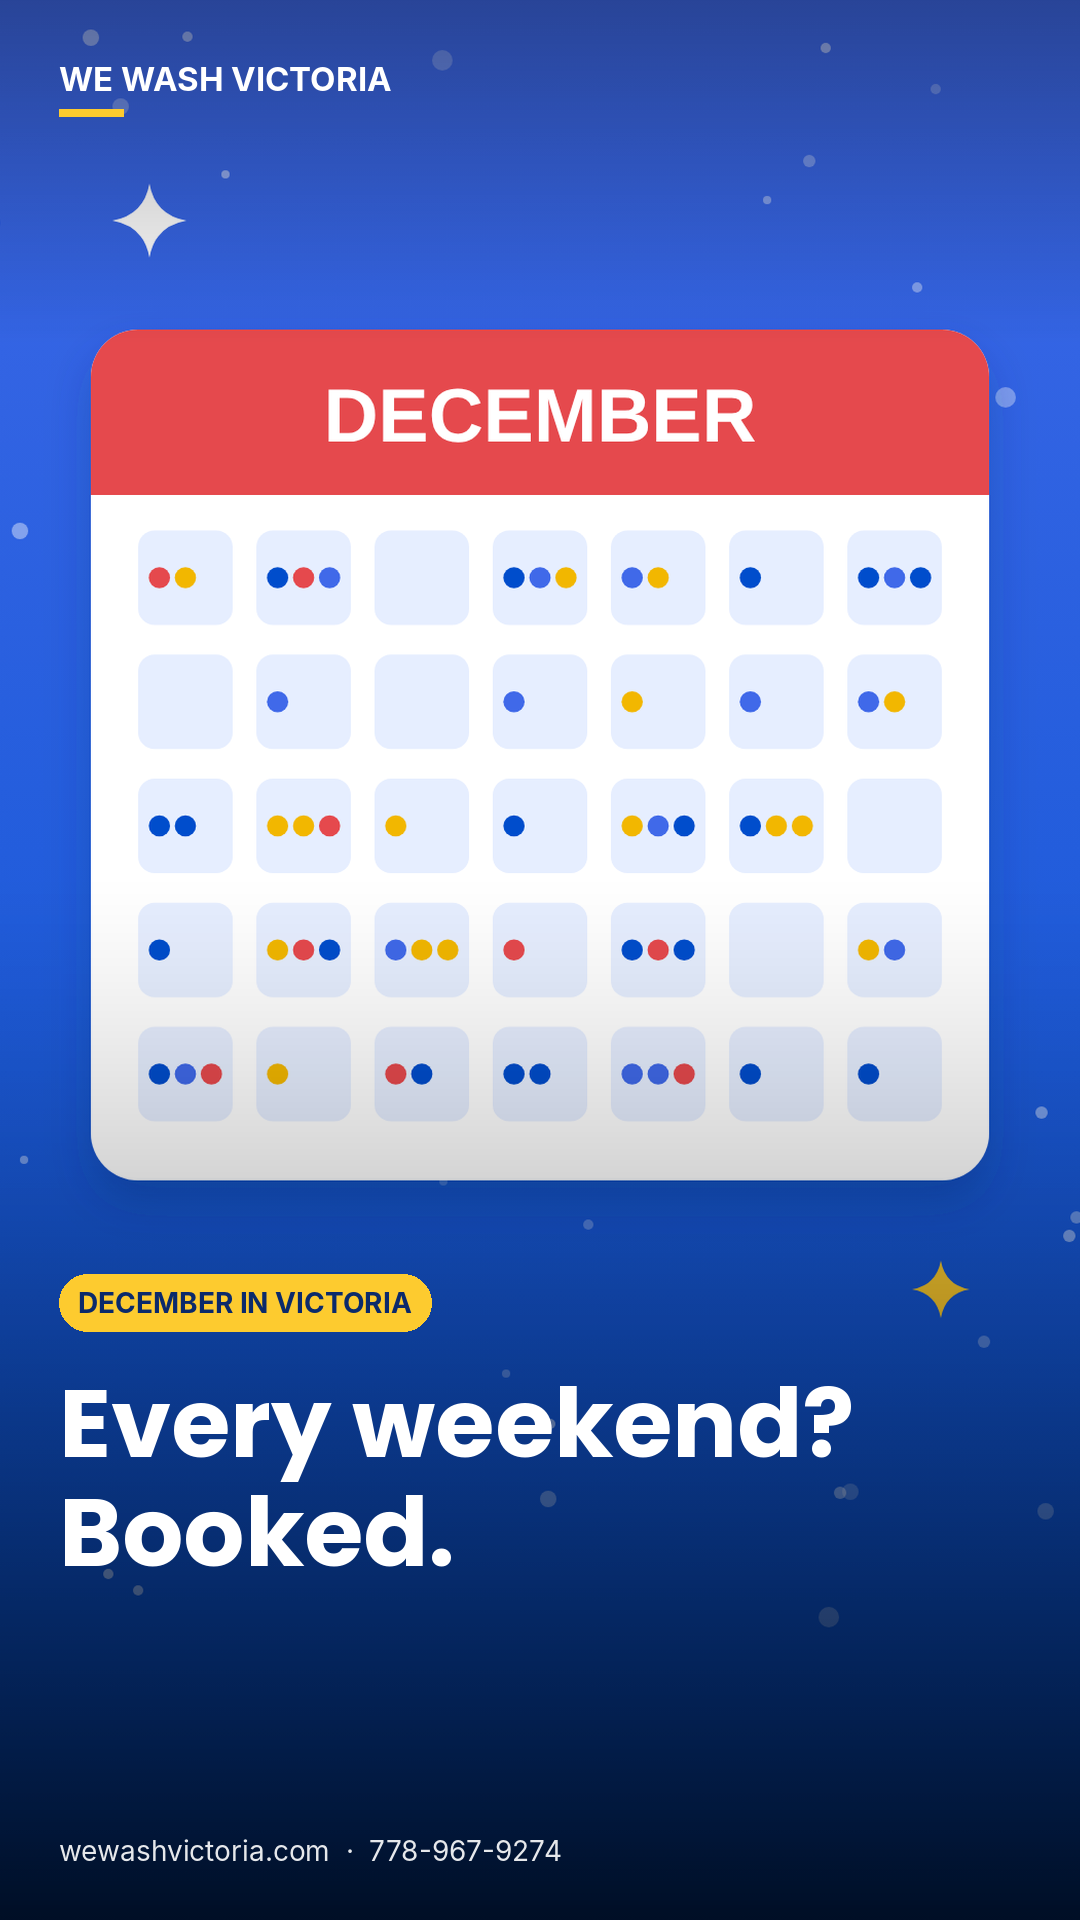 WE WASH VICTORIA
DECEMBER
DECEMBER IN VICTORIA
Every weekend?
Booked.
wewashvictoria.com · 778-967-9274